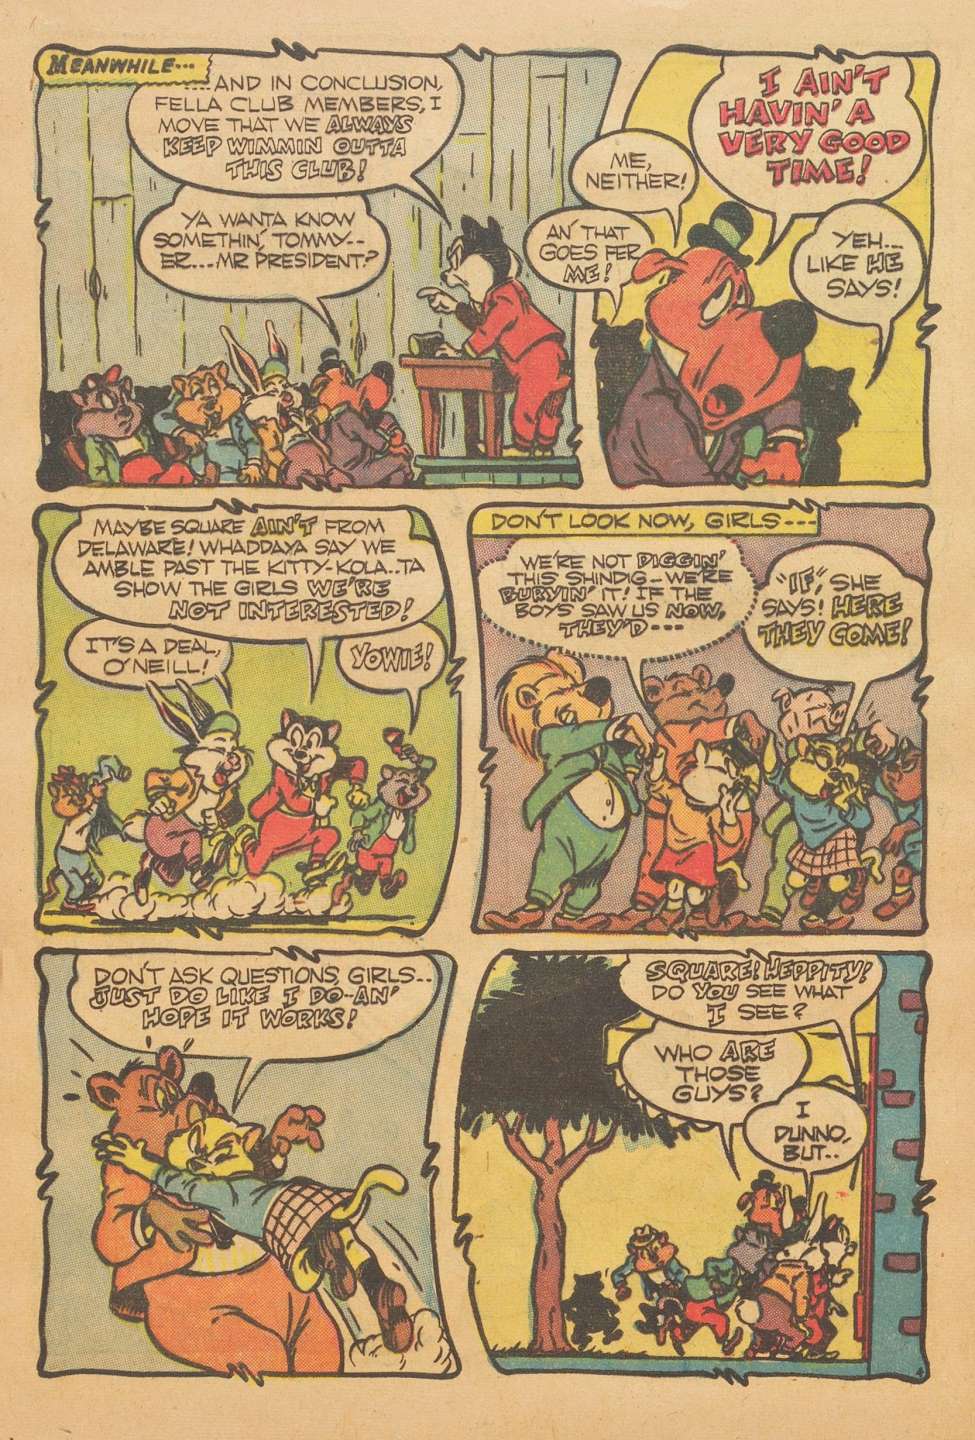 MEANWHILE...
....AND IN CONCLUSION,
FELLA CLUB MEMBERS, I
MOVE THAT WE ALWAYS
KEEP WIMMIN OUTTA
THIS CLUB!
YA WANTA KNOW
SOMETHIN', TOMMY--
ER...MR PRESIDENT?
I AIN'T
HAVIN' A
VERY GOOD
TIME!
ME,
NEITHER!
AN' THAT
GOES FER
ME!
YEH...
LIKE HE
SAYS!
MAYBE SQUARE AIN'T FROM
DELAWARE! WHADDAYA SAY WE
AMBLE PAST THE KITTY-KOLA..TA
SHOW THE GIRLS WE'RE
NOT INTERESTED!
IT'S A DEAL,
O'NEILL!
YOWIE!
DON'T LOOK NOW, GIRLS---
WE'RE NOT DIGGIN'
THIS SHINDIG--WE'RE
BURYIN' IT! IF THE
BOYS SAW US NOW,
THEY'D ---
"IF," SHE
SAYS! HERE
THEY COME!
DON'T ASK QUESTIONS, GIRLS..
JUST DO LIKE I DO--AN'
HOPE IT WORKS!
SQUARE! HEPPITY!
DO YOU SEE WHAT
I SEE?
WHO ARE
THOSE
GUYS?
I
DUNNO,
BUT..
4